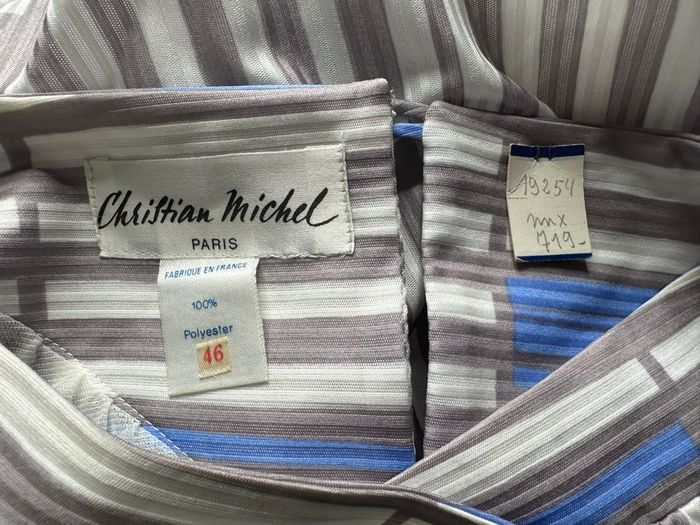 Christian Michel
PARIS
FABRIQUE EN FRANCE
100%
Polyester
46
19254
719-